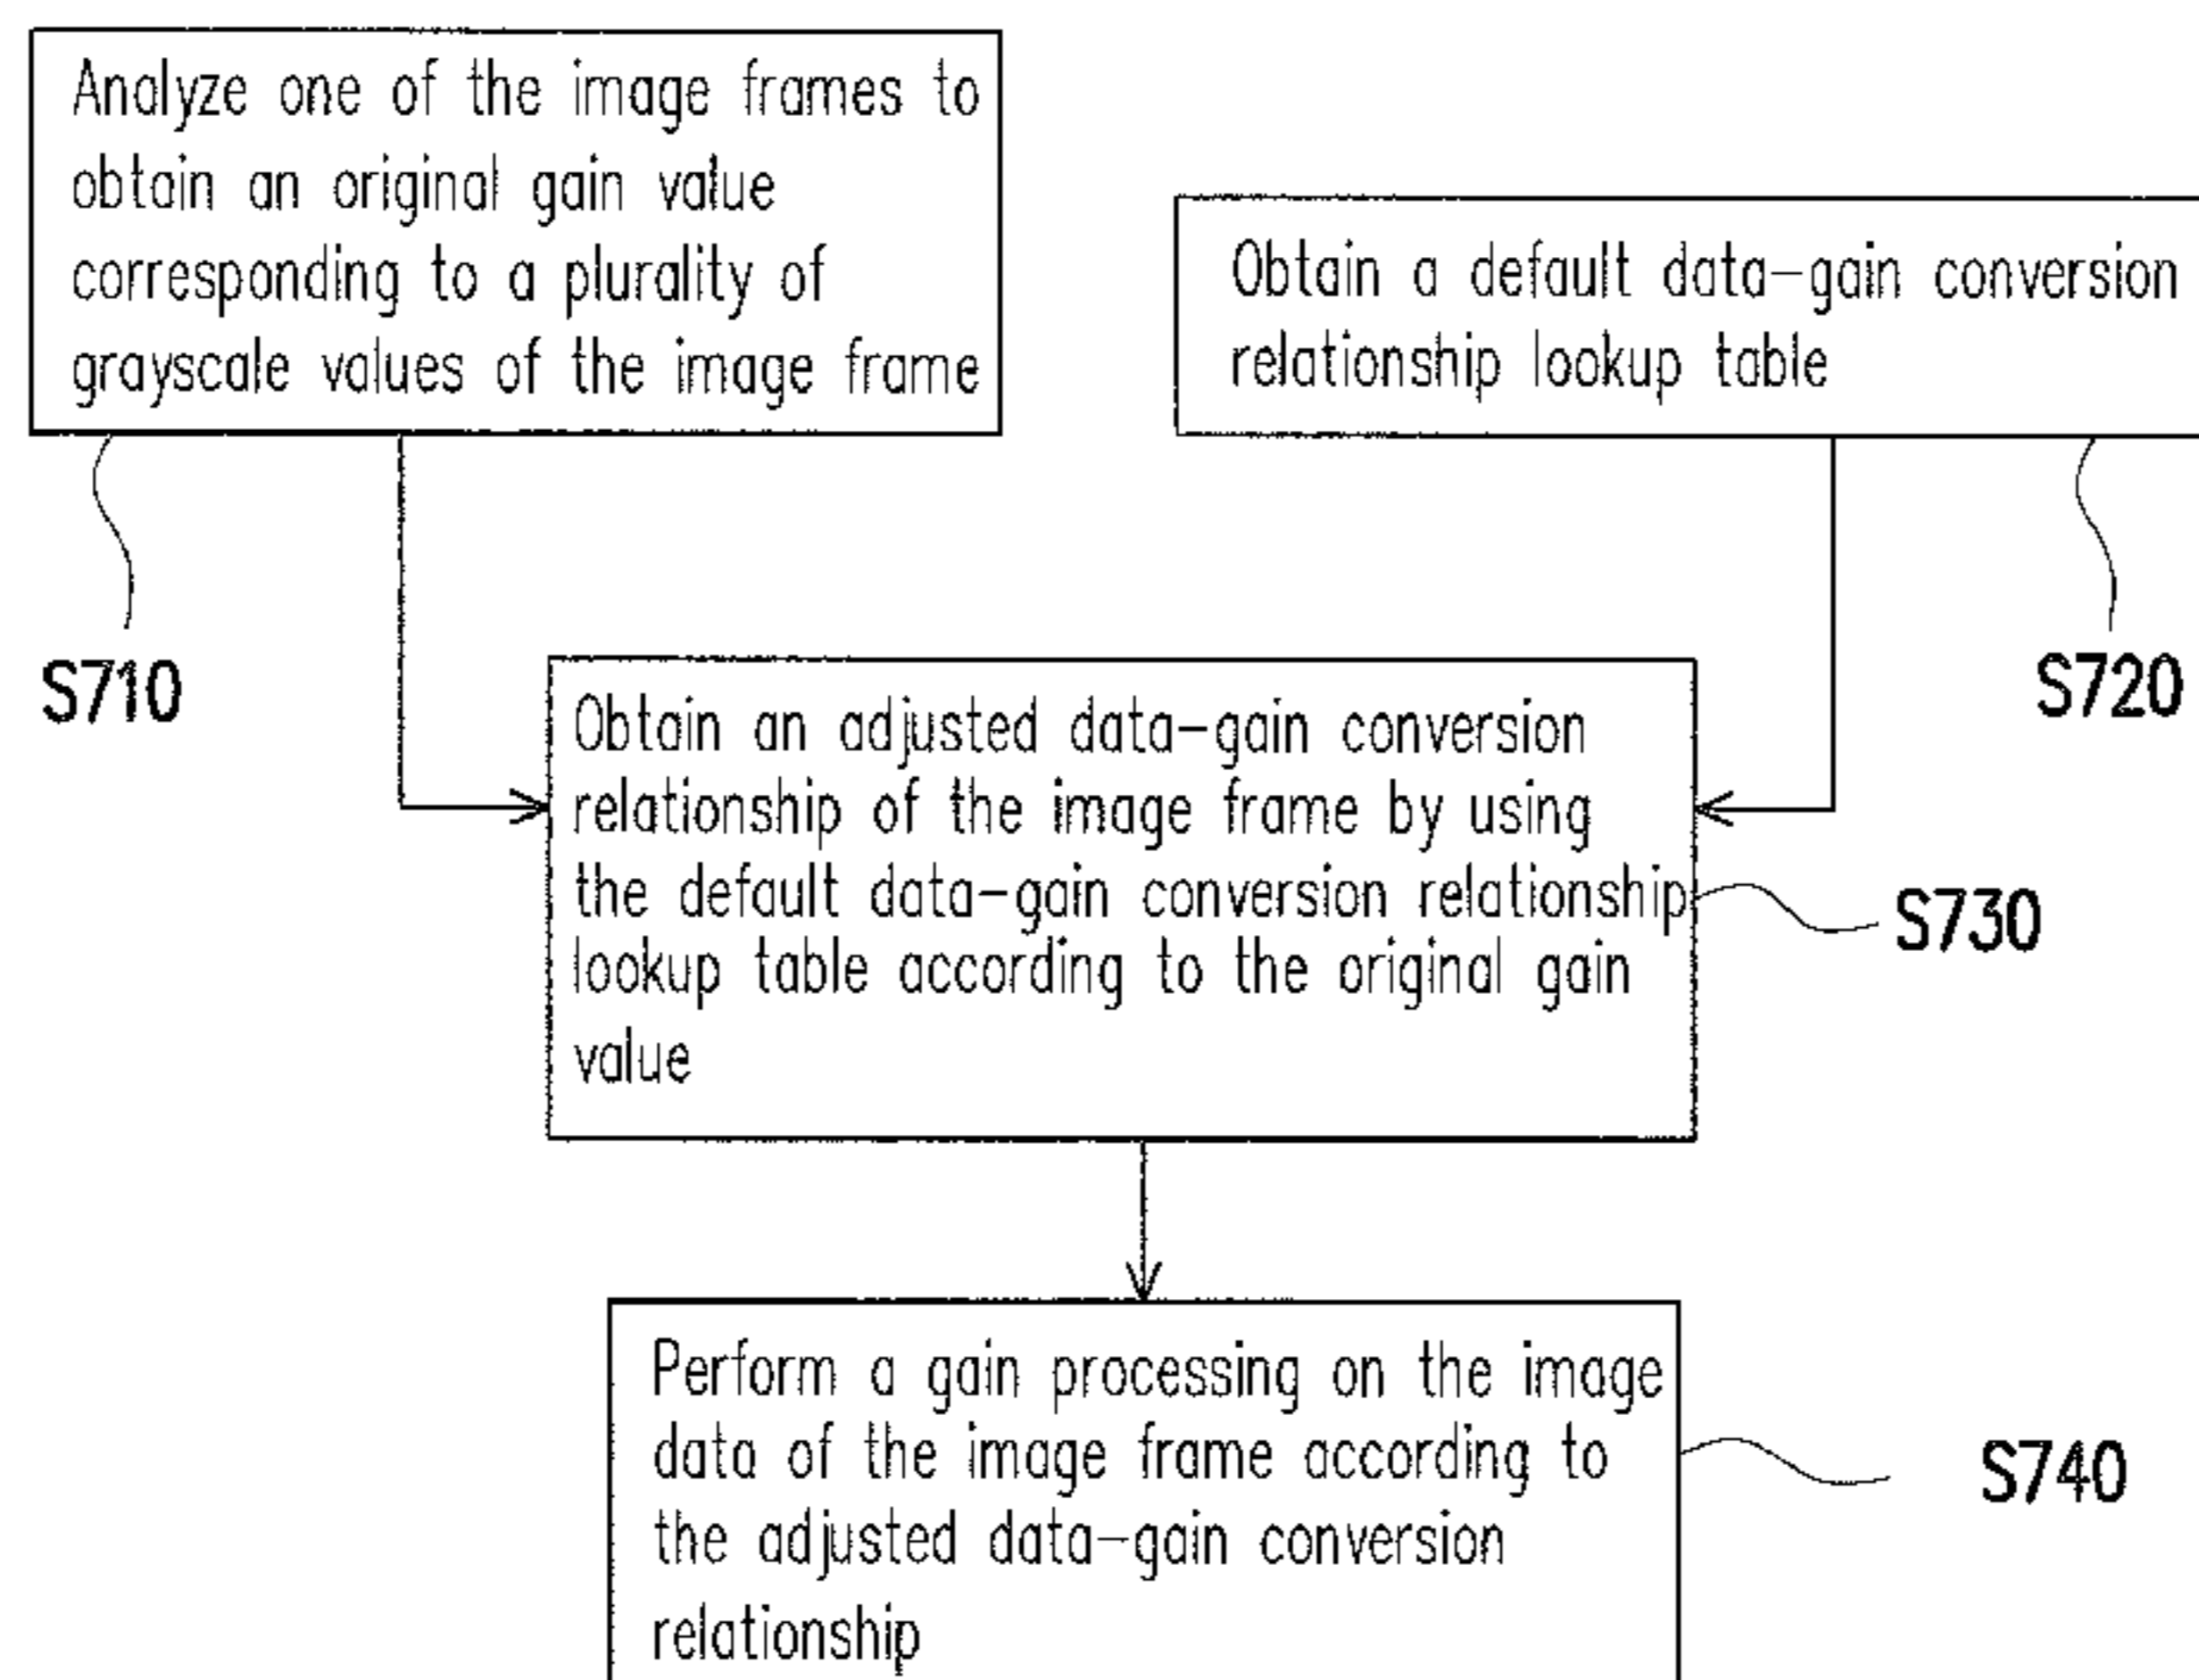 Analyze one of the image frames to
obtain an original gain value
corresponding to a plurality of
grayscale values of the image frame
S710
Obtain a default data-gain conversion
relationship lookup table
S720
Obtain an adjusted data-gain conversion
relationship of the image frame by using
the default data-gain conversion relationship
lookup table according to the original gain
value
S730
Perform a gain processing on the image
data of the image frame according to
the adjusted data-gain conversion
relationship
S740